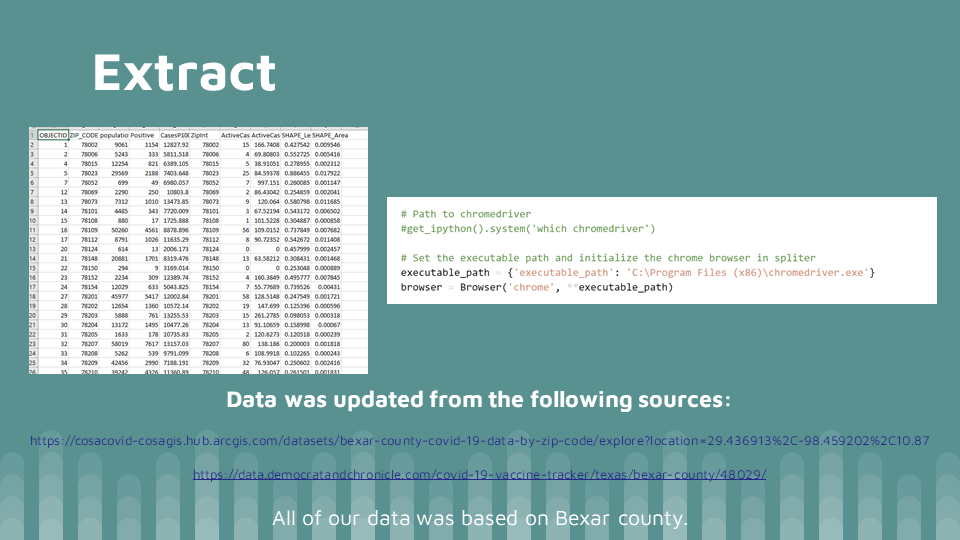 Extract
1 OBJECTID ZIP_CODE populatio Positive CasesP10( ZipInt ActiveCas ActiveCas SHAPE_Le SHAPE_Area
2 1 78002 9061 1154 12827.92 78002 15 166.7408 0.427542 0.009546
3 2 78006 5243 333 5811.518 78006 4 69.80803 0.552725 0.005416
4 4 78015 12254 821 6389.105 78015 5 38.91051 0.278955 0.002312
5 5 78023 29569 2188 7403.648 78023 25 84.59378 0.886455 0.017922
6 7 78052 699 49 6980.057 78052 7 997.151 0.260085 0.001147
7 12 78069 2290 250 10803.8 78069 2 86.43042 0.254859 0.002041
8 13 78073 7312 1010 13473.85 78073 9 120.064 0.580798 0.011685
9 14 78101 4485 343 7720.009 78101 3 67.52194 0.543172 0.006502
10 15 78108 880 17 1725.888 78108 1 101.5228 0.304887 0.000858
11 16 78109 50260 4561 8878.896 78109 56 109.0152 0.737849 0.007682
12 17 78112 8791 1026 11635.29 78112 8 90.72352 0.542672 0.011408
13 20 78124 614 13 2006.173 78124 0 0 0.457999 0.002457
14 21 78148 20881 1701 8319.476 78148 13 63.58212 0.308431 0.001468
15 22 78150 294 9 3169.014 78150 0 0 0.253048 0.000889
16 23 78152 2234 309 12389.74 78152 4 160.3849 0.495777 0.007845
17 24 78154 12029 633 5043.825 78154 7 55.77689 0.739526 0.00431
18 27 78201 45977 5417 12002.84 78201 58 128.5148 0.247549 0.001721
19 28 78202 12654 1360 10572.14 78202 19 147.699 0.125396 0.000596
20 29 78203 5888 761 13255.53 78203 15 261.2785 0.098053 0.000318
21 30 78204 13172 1495 10477.26 78204 13 91.10659 0.158998 0.00067
22 31 78205 1633 178 10735.83 78205 2 120.6273 0.120518 0.000239
23 32 78207 58019 7617 13157.03 78207 80 138.186 0.200003 0.001818
24 33 78208 5262 539 9791.099 78208 6 108.9918 0.102265 0.000243
25 34 78209 42456 2990 7188.191 78209 32 76.93047 0.250602 0.002416
26 35 78210 39242 4326 11360.89 78210 48 126.057 0.261501 0.001831
# Path to chromedriver
#get_ipython().system('which chromedriver')
# Set the executable path and initialize the chrome browser in spliter
executable_path = {'executable_path': 'C:\Program Files (x86)\chromedriver.exe'}
browser = Browser('chrome', **executable_path)
Data was updated from the following sources:
https://cosacovid-cosagis.hub.arcgis.com/datasets/bexar-county-covid-19-data-by-zip-code/explore?location=29.436913%2C-98.459202%2C10.87
https://data.democratandchronicle.com/covid-19-vaccine-tracker/texas/bexar-county/48029/
All of our data was based on Bexar county.